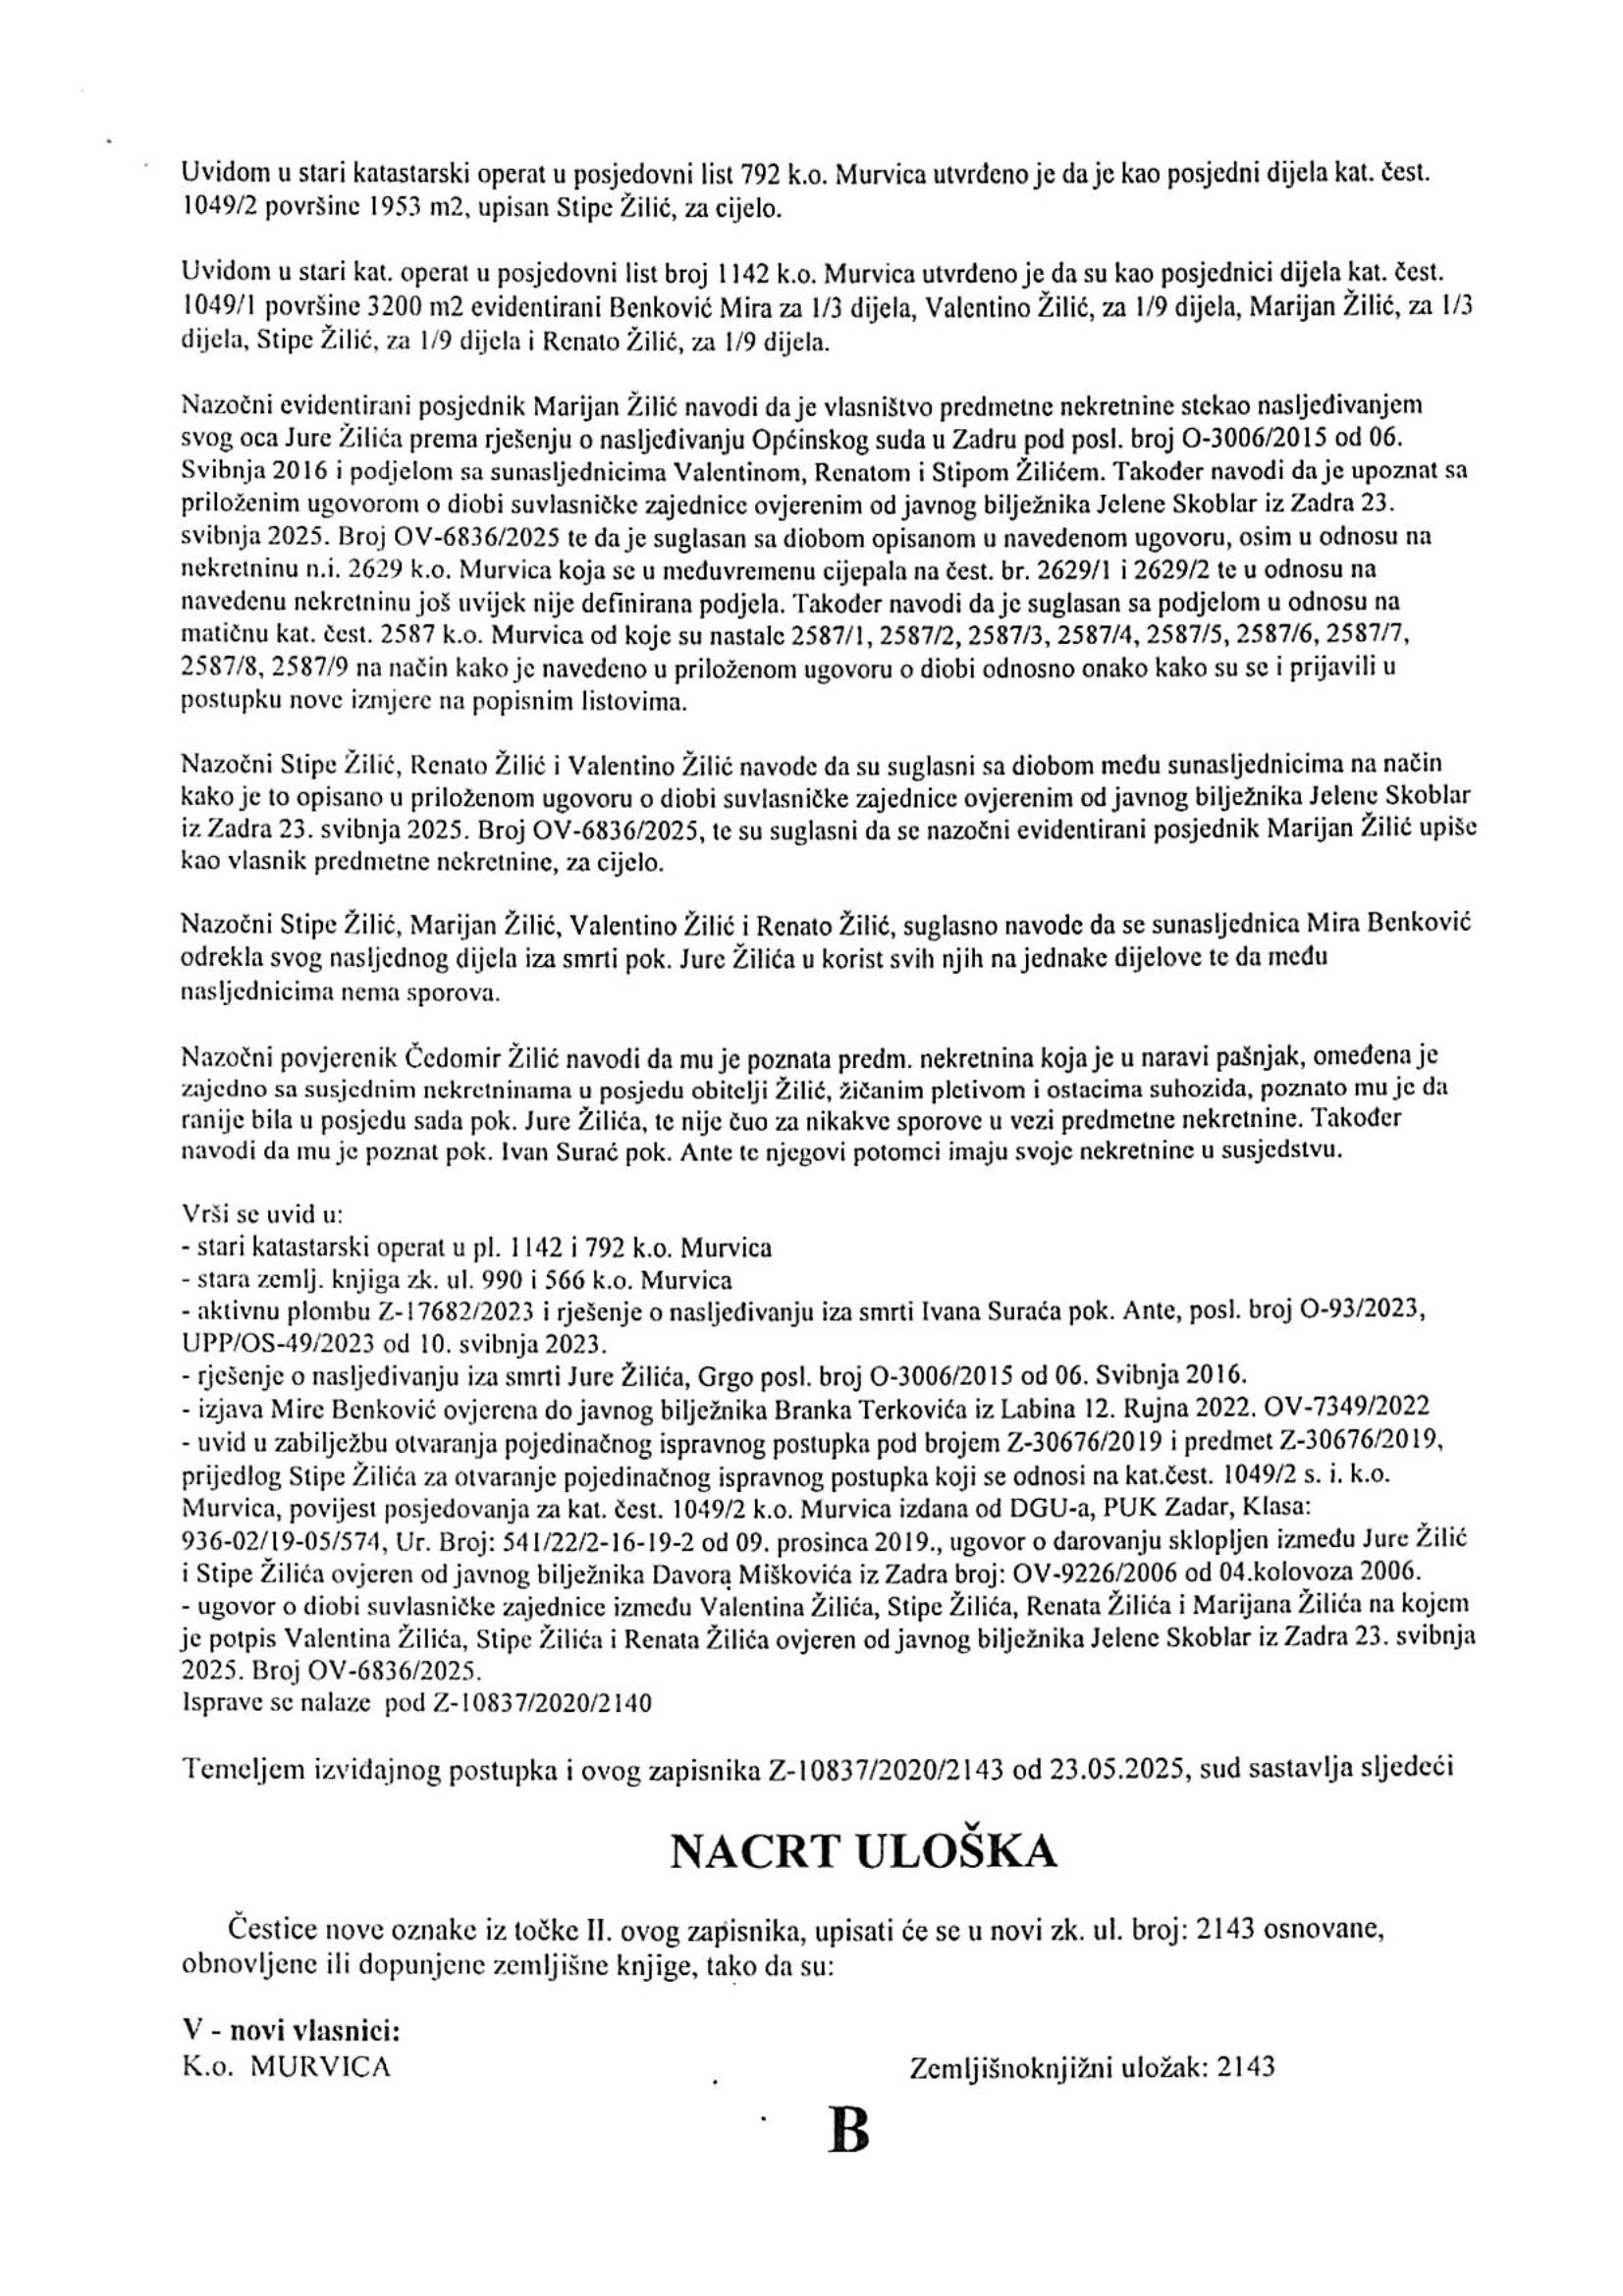 Uvidom u stari katastarski operat u posjedovni list 792 k.o. Murvica utvrđeno je da je kao posjedni dijela kat. čest.
1049/2 površine 1953 m2, upisan Stipe Žilić, za cijelo.
Uvidom u stari kat. operat u posjedovni list broj 1142 k.o. Murvica utvrđeno je da su kao posjednici dijela kat. čest.
1049/1 površine 3200 m2 evidentirani Benković Mira za 1/3 dijela, Valentino Žilić, za 1/9 dijela, Marijan Žilić, za 1/3
dijela, Stipe Žilić, za 1/9 dijela i Renato Žilić, za 1/9 dijela.
Nazočni evidentirani posjednik Marijan Žilić navodi da je vlasništvo predmetne nekretnine stekao nasljeđivanjem
svog oca Jure Žilića prema rješenju o nasljeđivanju Općinskog suda u Zadru pod posl. broj O-3006/2015 od 06.
Svibnja 2016 i podjelom sa sunasljednicima Valentinom, Renatom i Stipom Žilićem. Također navodi da je upoznat sa
priloženim ugovorom o diobi suvlasničke zajednice ovjerenim od javnog bilježnika Jelene Skoblar iz Zadra 23.
svibnja 2025. Broj OV-6836/2025 te da je suglasan sa diobom opisanom u navedenom ugovoru, osim u odnosu na
nekretninu n.i. 2629 k.o. Murvica koja se u međuvremenu cijepala na čest. br. 2629/1 i 2629/2 te u odnosu na
navedenu nekretninu još uvijek nije definirana podjela. Također navodi da je suglasan sa podjelom u odnosu na
matičnu kat. čest. 2587 k.o. Murvica od koje su nastale 2587/1, 2587/2, 2587/3, 2587/4, 2587/5, 2587/6, 2587/7,
2587/8, 2587/9 na način kako je navedeno u priloženom ugovoru o diobi odnosno onako kako su se i prijavili u
postupku nove izmjere na popisnim listovima.
Nazočni Stipe Žilić, Renato Žilić i Valentino Žilić navode da su suglasni sa diobom među sunasljednicima na način
kako je to opisano u priloženom ugovoru o diobi suvlasničke zajednice ovjerenim od javnog bilježnika Jelene Skoblar
iz Zadra 23. svibnja 2025. Broj OV-6836/2025, te su suglasni da se nazočni evidentirani posjednik Marijan Žilić upiše
kao vlasnik predmetne nekretnine, za cijelo.
Nazočni Stipe Žilić, Marijan Žilić, Valentino Žilić i Renato Žilić, suglasno navode da se sunasljednica Mira Benković
odrekla svog nasljednog dijela iza smrti pok. Jure Žilića u korist svih njih na jednake dijelove te da među
nasljednicima nema sporova.
Nazočni povjerenik Čedomir Žilić navodi da mu je poznata predm. nekretnina koja je u naravi pašnjak, omeđena je
zajedno sa susjednim nekretninama u posjedu obitelji Žilić, žičanim pletivom i ostacima suhozida, poznato mu je da
ranije bila u posjedu sada pok. Jure Žilića, te nije čuo za nikakve sporove u vezi predmetne nekretnine. Također
navodi da mu je poznat pok. Ivan Surać pok. Ante te njegovi potomci imaju svoje nekretnine u susjedstvu.
Vrši se uvid u:
- stari katastarski operat u pl. 1142 i 792 k.o. Murvica
- stara zemlj. knjiga zk. ul. 990 i 566 k.o. Murvica
- aktivnu plombu Z-17682/2023 i rješenje o nasljeđivanju iza smrti Ivana Suraća pok. Ante, posl. broj O-93/2023,
UPP/OS-49/2023 od 10. svibnja 2023.
- rješenje o nasljeđivanju iza smrti Jure Žilića, Grgo posl. broj O-3006/2015 od 06. Svibnja 2016.
- izjava Mire Benković ovjerena do javnog bilježnika Branka Terkovića iz Labina 12. Rujna 2022. OV-7349/2022
- uvid u zabilježbu otvaranja pojedinačnog ispravnog postupka pod brojem Z-30676/2019 i predmet Z-30676/2019,
prijedlog Stipe Žilića za otvaranje pojedinačnog ispravnog postupka koji se odnosi na kat.čest. 1049/2 s. i. k.o.
Murvica, povijest posjedovanja za kat. čest. 1049/2 k.o. Murvica izdana od DGU-a, PUK Zadar, Klasa:
936-02/19-05/574, Ur. Broj: 541/22/2-16-19-2 od 09. prosinca 2019., ugovor o darovanju sklopljen između Jure Žilić
i Stipe Žilića ovjeren od javnog bilježnika Davora Miškovića iz Zadra broj: OV-9226/2006 od 04.kolovoza 2006.
- ugovor o diobi suvlasničke zajednice između Valentina Žilića, Stipe Žilića, Renata Žilića i Marijana Žilića na kojem
je potpis Valentina Žilića, Stipe Žilića i Renata Žilića ovjeren od javnog bilježnika Jelene Skoblar iz Zadra 23. svibnja
2025. Broj OV-6836/2025.
Isprave se nalaze pod Z-10837/2020/2140
Temeljem izviđajnog postupka i ovog zapisnika Z-10837/2020/2143 od 23.05.2025, sud sastavlja sljedeći
NACRT ULOŠKA
Čestice nove oznake iz točke II. ovog zapisnika, upisati će se u novi zk. ul. broj: 2143 osnovane,
obnovljene ili dopunjene zemljišne knjige, tako da su:
V - novi vlasnici:
K.o. MURVICA Zemljišnoknjižni uložak: 2143
B